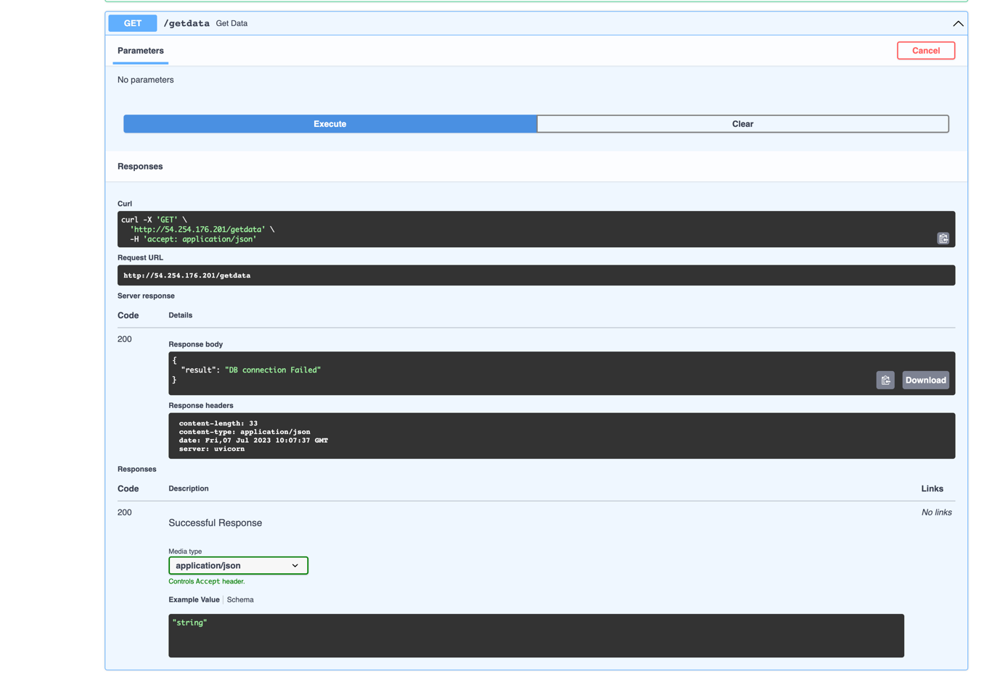 GET /getdata Get Data
Parameters
Cancel
No parameters
Execute
Clear
Responses
Curl
curl -X 'GET' \
'http://54.254.176.201/getdata' \
-H 'accept: application/json'
Request URL
http://54.254.176.201/getdata
Server response
Code Details
200
Response body
{
"result": "DB connection Failed"
}
Download
Response headers
content-length: 33
content-type: application/json
date: Fri,07 Jul 2023 10:07:37 GMT
server: uvicorn
Responses
Code Description Links
200
No links
Successful Response
Media type
application/json
Controls Accept header.
Example Value Schema
"string"